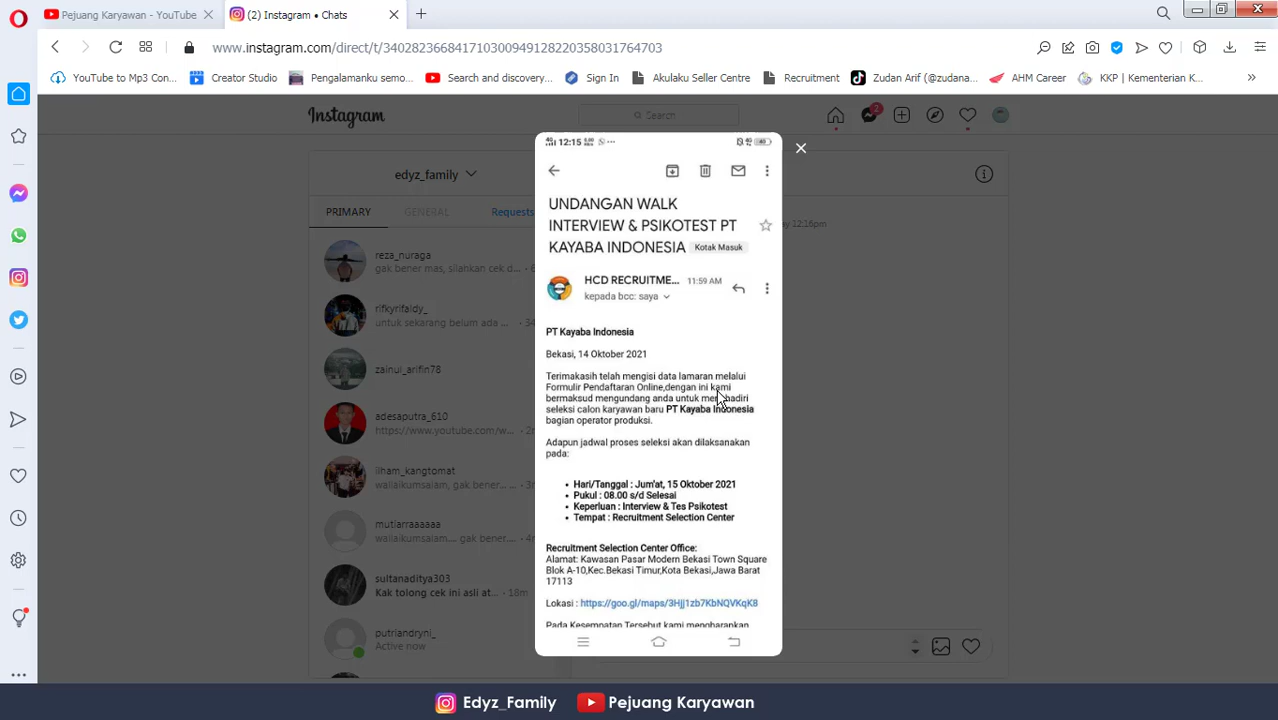 Pejuang Karyawan - YouTube
(2) Instagram • Chats
www.instagram.com/direct/t/340282366841710300949128220358031764703
YouTube to Mp3 Con...
Creator Studio
Pengalamanku semo...
Search and discovery...
Sign In
Akulaku Seller Centre
Recruitment
Zudan Arif (@zudana...
AHM Career
KKP | Kementerian K...
Instagram
Search
2
edyz_family
PRIMARY
GENERAL
Requests
reza_nuraga
gak bener mas, silahkan cek d...
rifkyrifaldy_
untuk sekarang belum ada ...
zainul_arifin78
adesaputra_610
https://www.youtube.com/wat...
ilham_kangtomat
walaikumsalam, gak bener...
mutiarraaaaaa
walaikumsalam, gak bener...
sultanaditya303
Kak tolong cek ini asli at... · 18m
putriandryni_
Active now
12:16pm
12:15
UNDANGAN WALK
INTERVIEW & PSIKOTEST PT
KAYABA INDONESIA Kotak Masuk
HCD RECRUITME... 11:59 AM
kepada bcc: saya
PT Kayaba Indonesia
Bekasi, 14 Oktober 2021
Terimakasih telah mengisi data lamaran melalui
Formulir Pendaftaran Online,dengan ini kami
bermaksud mengundang anda untuk menghadiri
seleksi calon karyawan baru PT Kayaba Indonesia
bagian operator produksi.
Adapun jadwal proses seleksi akan dilaksanakan
pada:
• Hari/Tanggal : Jum'at, 15 Oktober 2021
• Pukul : 08.00 s/d Selesai
• Keperluan : Interview & Tes Psikotest
• Tempat : Recruitment Selection Center
Recruitment Selection Center Office:
Alamat: Kawasan Pasar Modern Bekasi Town Square
Blok A-10,Kec.Bekasi Timur,Kota Bekasi,Jawa Barat
17113
Lokasi : https://goo.gl/maps/3Hjj1zb7KbNQVKqK8
Pada Kesempatan Tersebut kami mengharapkan
Edyz_Family
Pejuang Karyawan